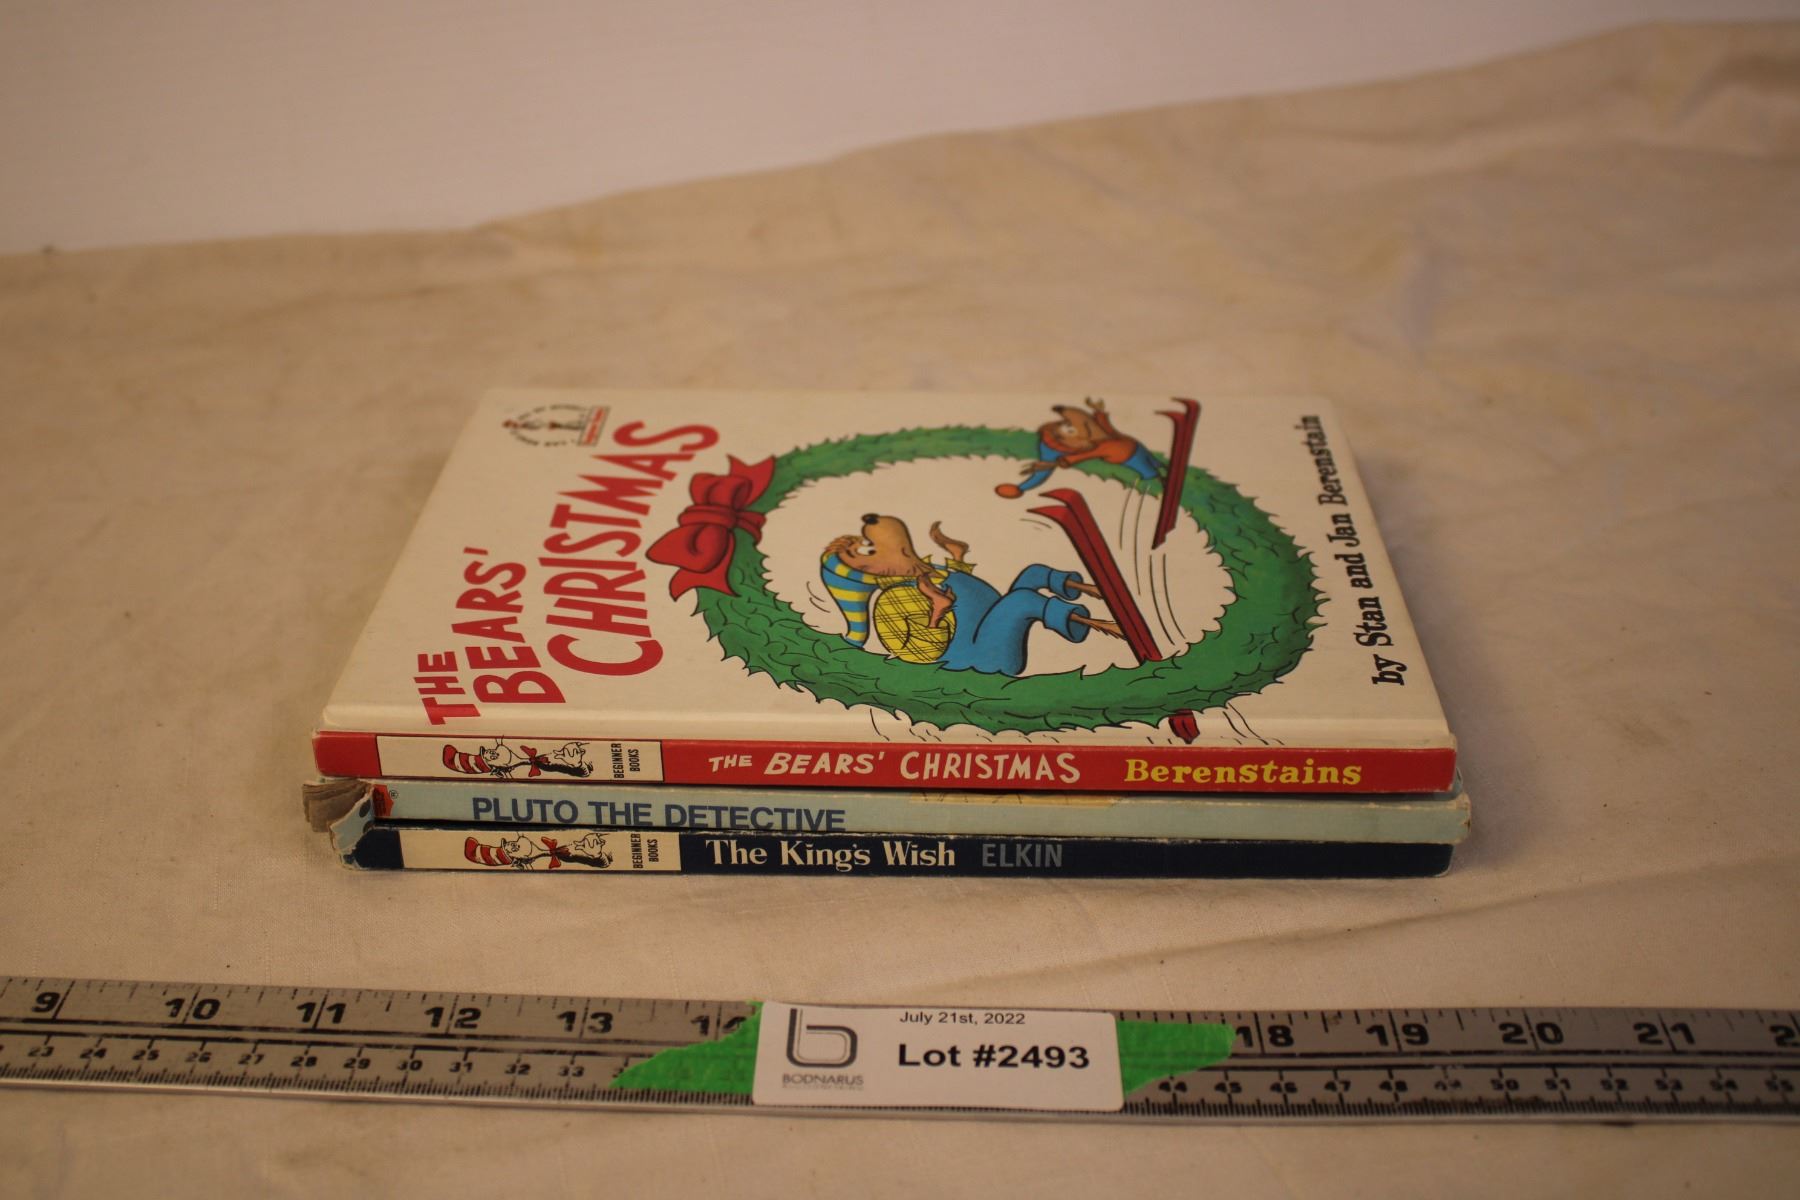 THE
BEARS'
CHRISTMAS
by Stan and Jan Berenstain
BEGINNER
BOOKS
THE BEARS' CHRISTMAS Berenstains
PLUTO THE DETECTIVE
®
BEGINNER
BOOKS
The King's Wish ELKIN
9 10 11 12 13 14 18 19 20 21
23 24 25 26 27 28 29 30 31 32 33 44 45 46 47 48 49 50 51 52 53 54 55
July 21st, 2022
Lot #2493
b
BODNARUS